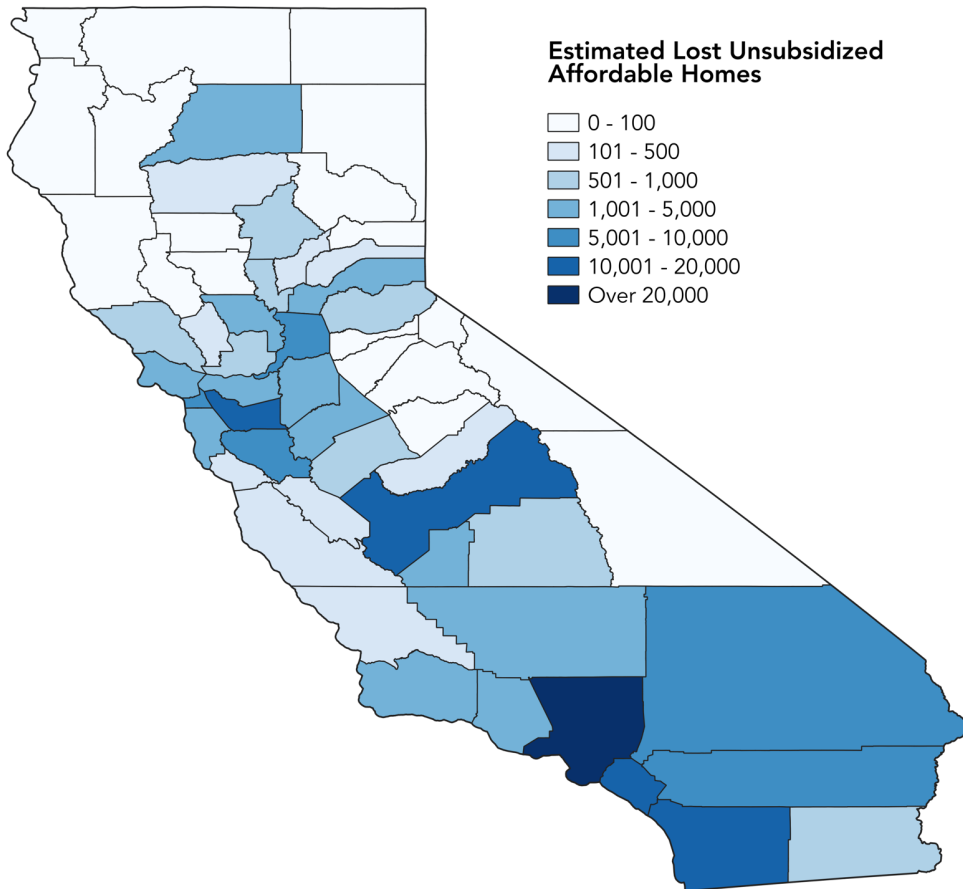 Estimated Lost Unsubsidized
Affordable Homes
0 - 100
101 - 500
501 - 1,000
1,001 - 5,000
5,001 - 10,000
10,001 - 20,000
Over 20,000